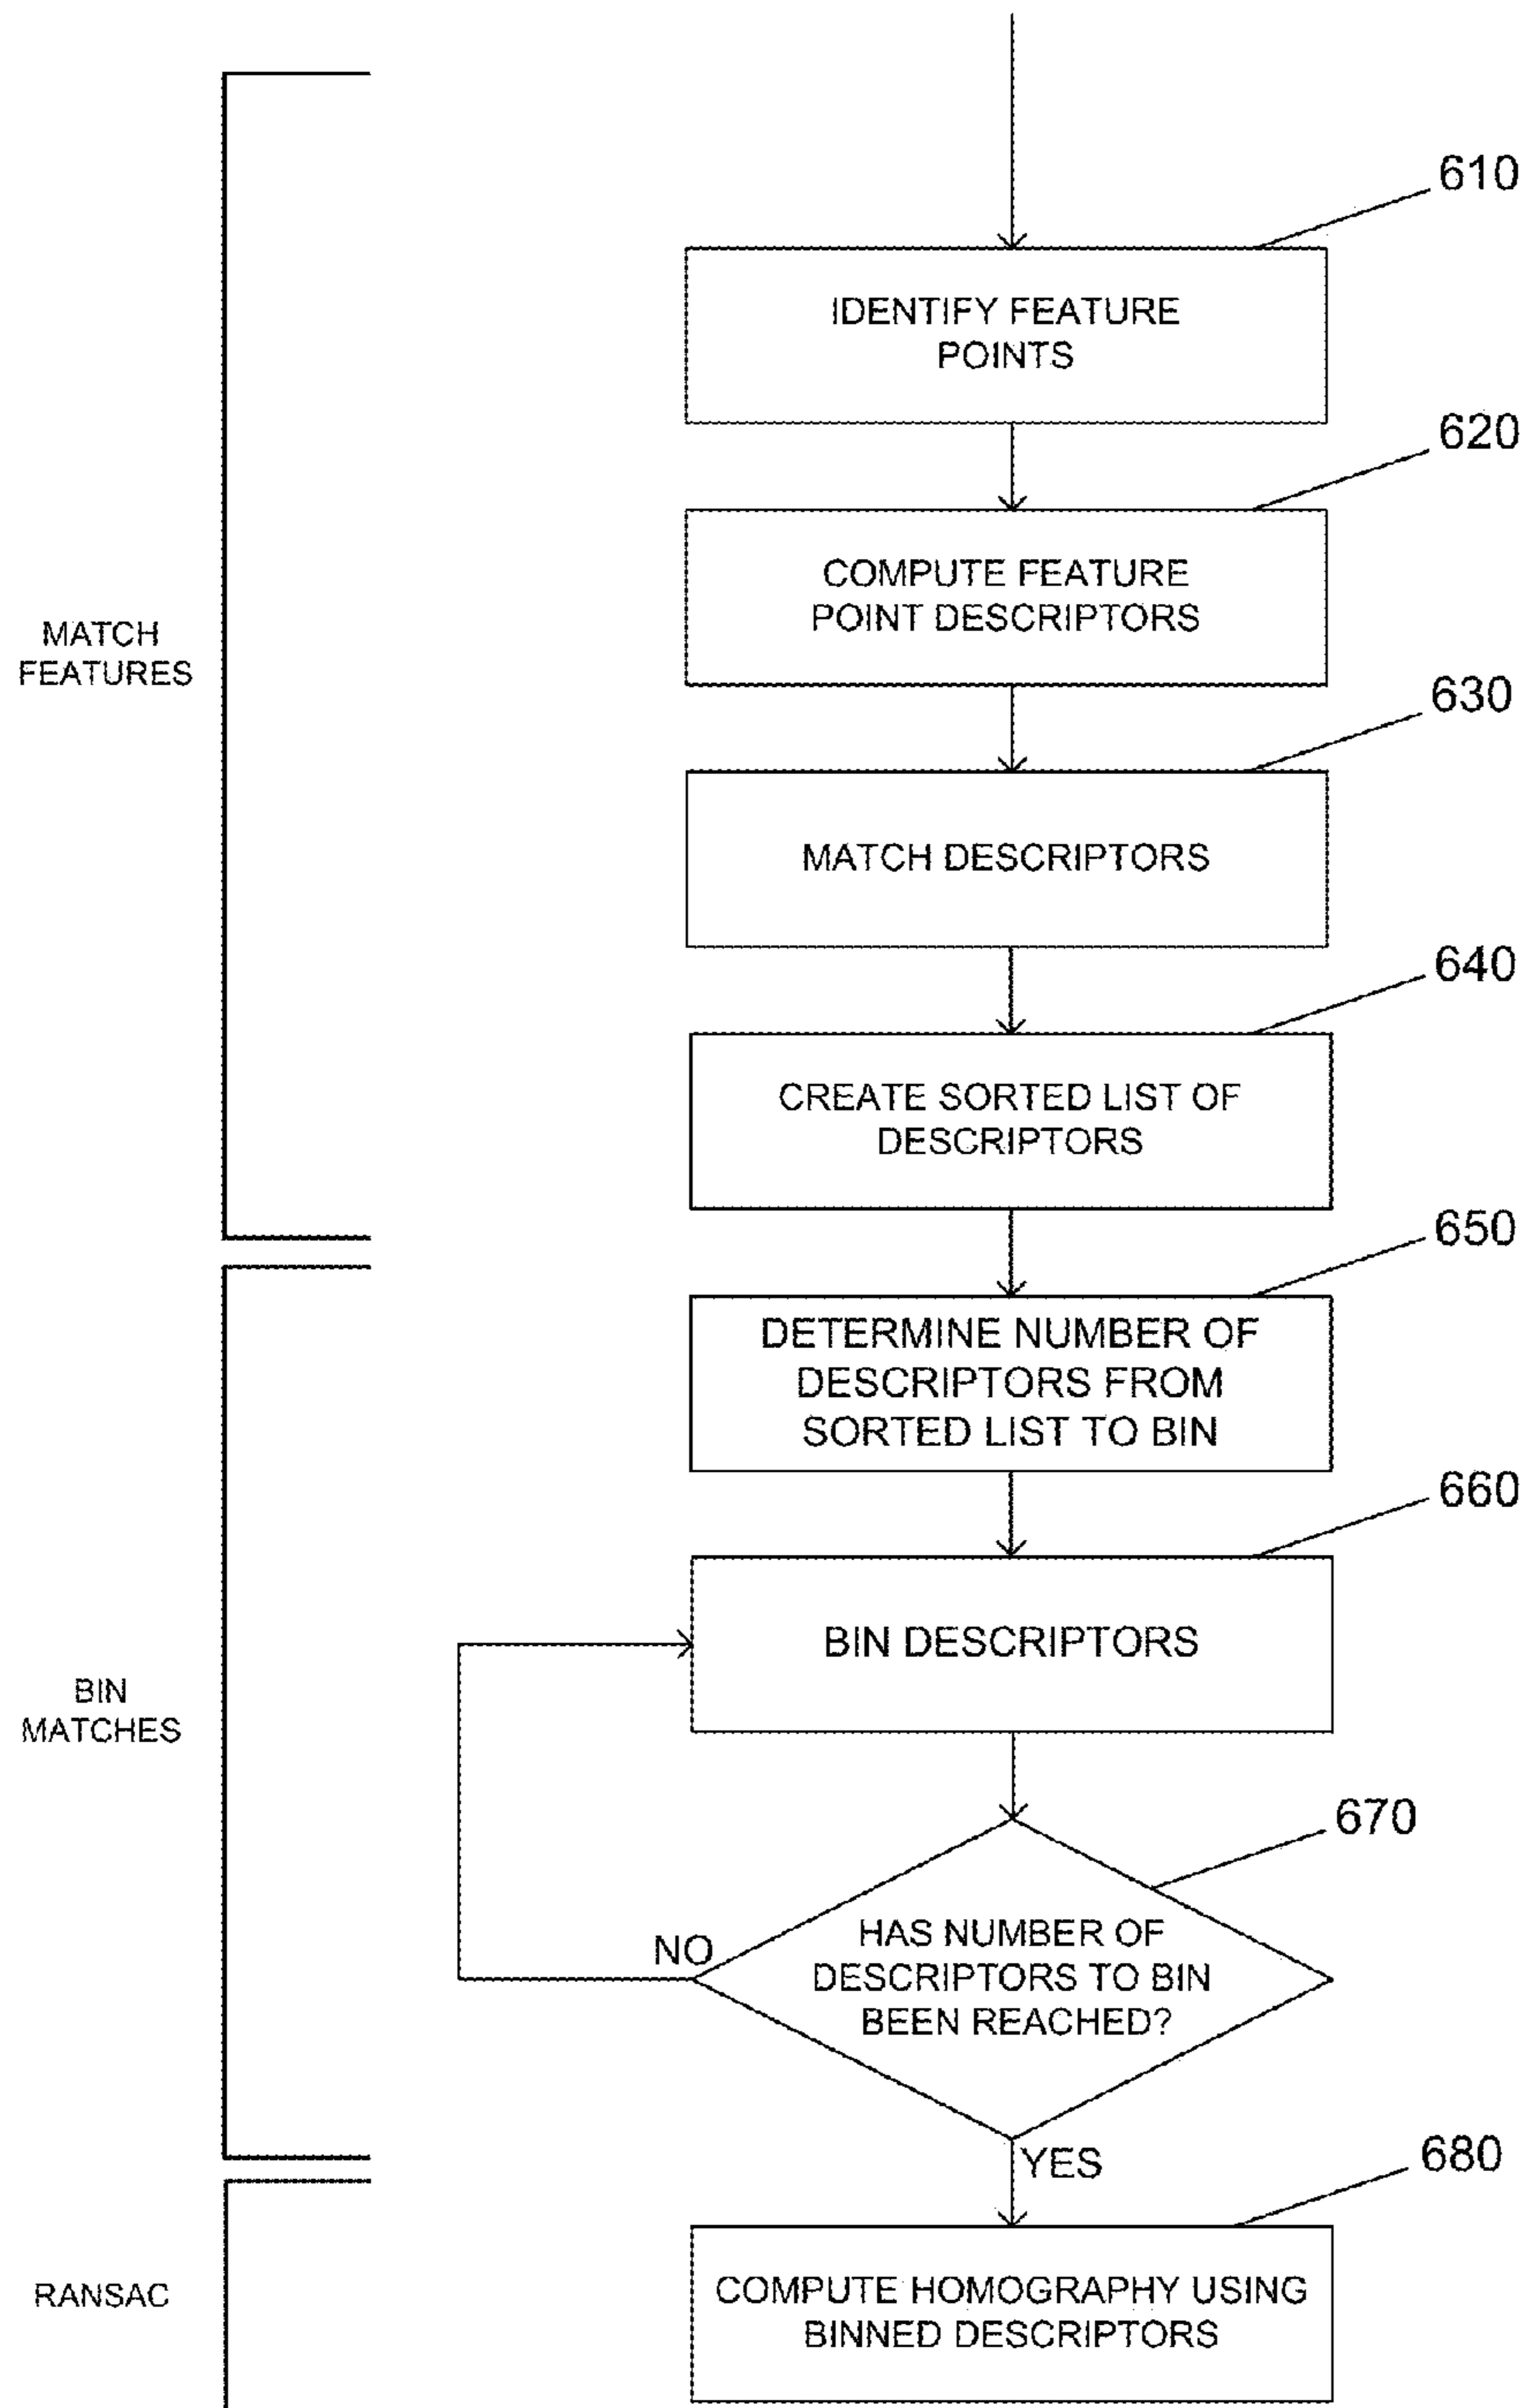 610
IDENTIFY FEATURE
POINTS
620
COMPUTE FEATURE
POINT DESCRIPTORS
MATCH
FEATURES
630
MATCH DESCRIPTORS
640
CREATE SORTED LIST OF
DESCRIPTORS
650
DETERMINE NUMBER OF
DESCRIPTORS FROM
SORTED LIST TO BIN
660
BIN DESCRIPTORS
BIN
MATCHES
670
NO
HAS NUMBER OF
DESCRIPTORS TO BIN
BEEN REACHED?
YES
680
RANSAC
COMPUTE HOMOGRAPHY USING
BINNED DESCRIPTORS